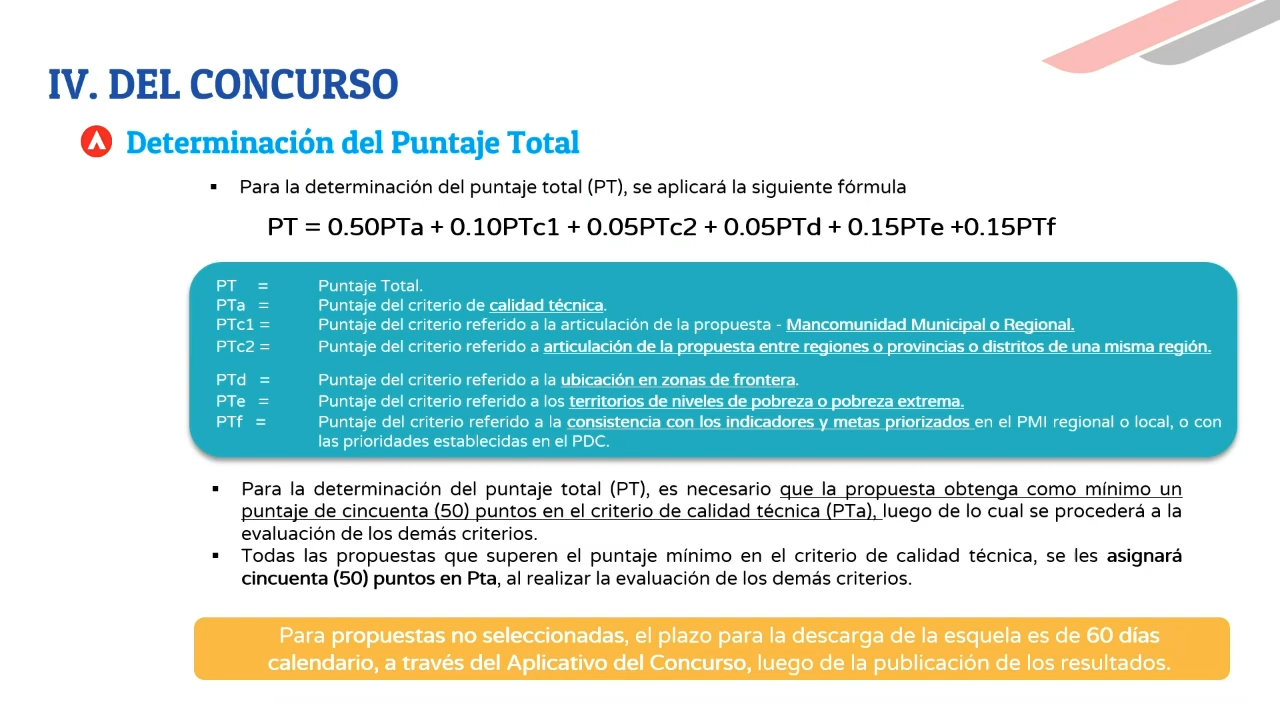 IV. DEL CONCURSO
Determinación del Puntaje Total
▪ Para la determinación del puntaje total (PT), se aplicará la siguiente fórmula
PT = 0.50PTa + 0.10PTc1 + 0.05PTc2 + 0.05PTd + 0.15PTe +0.15PTf
PT = Puntaje Total.
PTa = Puntaje del criterio de calidad técnica.
PTc1 = Puntaje del criterio referido a la articulación de la propuesta - Mancomunidad Municipal o Regional.
PTc2 = Puntaje del criterio referido a articulación de la propuesta entre regiones o provincias o distritos de una misma región.
PTd = Puntaje del criterio referido a la ubicación en zonas de frontera.
PTe = Puntaje del criterio referido a los territorios de niveles de pobreza o pobreza extrema.
PTf = Puntaje del criterio referido a la consistencia con los indicadores y metas priorizados en el PMI regional o local, o con
las prioridades establecidas en el PDC.
▪ Para la determinación del puntaje total (PT), es necesario que la propuesta obtenga como mínimo un
puntaje de cincuenta (50) puntos en el criterio de calidad técnica (PTa), luego de lo cual se procederá a la
evaluación de los demás criterios.
▪ Todas las propuestas que superen el puntaje mínimo en el criterio de calidad técnica, se les asignará
cincuenta (50) puntos en Pta, al realizar la evaluación de los demás criterios.
Para propuestas no seleccionadas, el plazo para la descarga de la esquela es de 60 días
calendario, a través del Aplicativo del Concurso, luego de la publicación de los resultados.